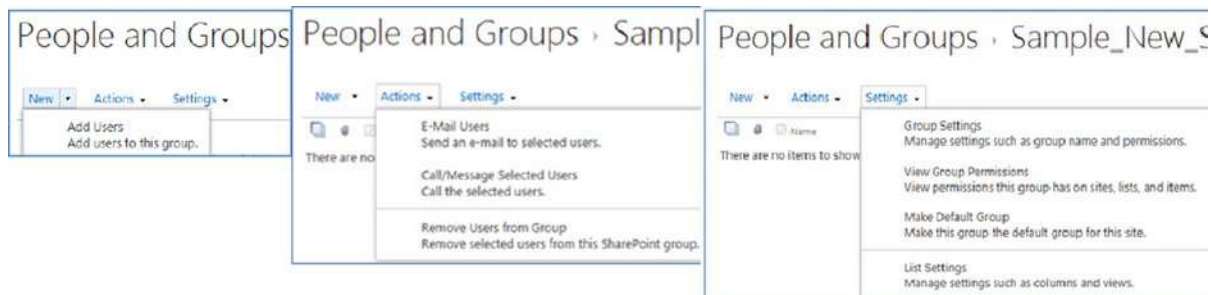 People and Groups
New Actions Settings
Add Users
Add users to this group.
People and Groups › Sampl
New Actions Settings
E-Mail Users
Send an e-mail to selected users.
There are no
Call/Message Selected Users
Call the selected users.
Remove Users from Group
Remove selected users from this SharePoint group.
People and Groups › Sample_New_S
New Actions Settings
Name
Group Settings
Manage settings such as group name and permissions.
There are no items to show
View Group Permissions
View permissions this group has on sites, lists, and items.
Make Default Group
Make this group the default group for this site.
List Settings
Manage settings such as columns and views.